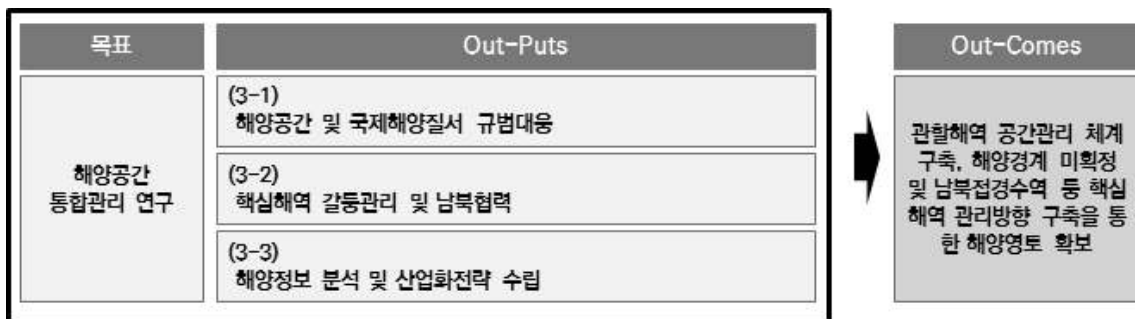 목표
Out-Puts
Out-Comes
해양공간
통합관리 연구
(3-1)
해양공간 및 국제해양질서 규범대응
(3-2)
핵심해역 갈등관리 및 남북협력
(3-3)
해양정보 분석 및 산업화전략 수립
관할해역 공간관리 체계
구축, 해양경계 미획정
및 남북접경수역 등 핵심
해역 관리방향 구축을 통
한 해양영토 확보